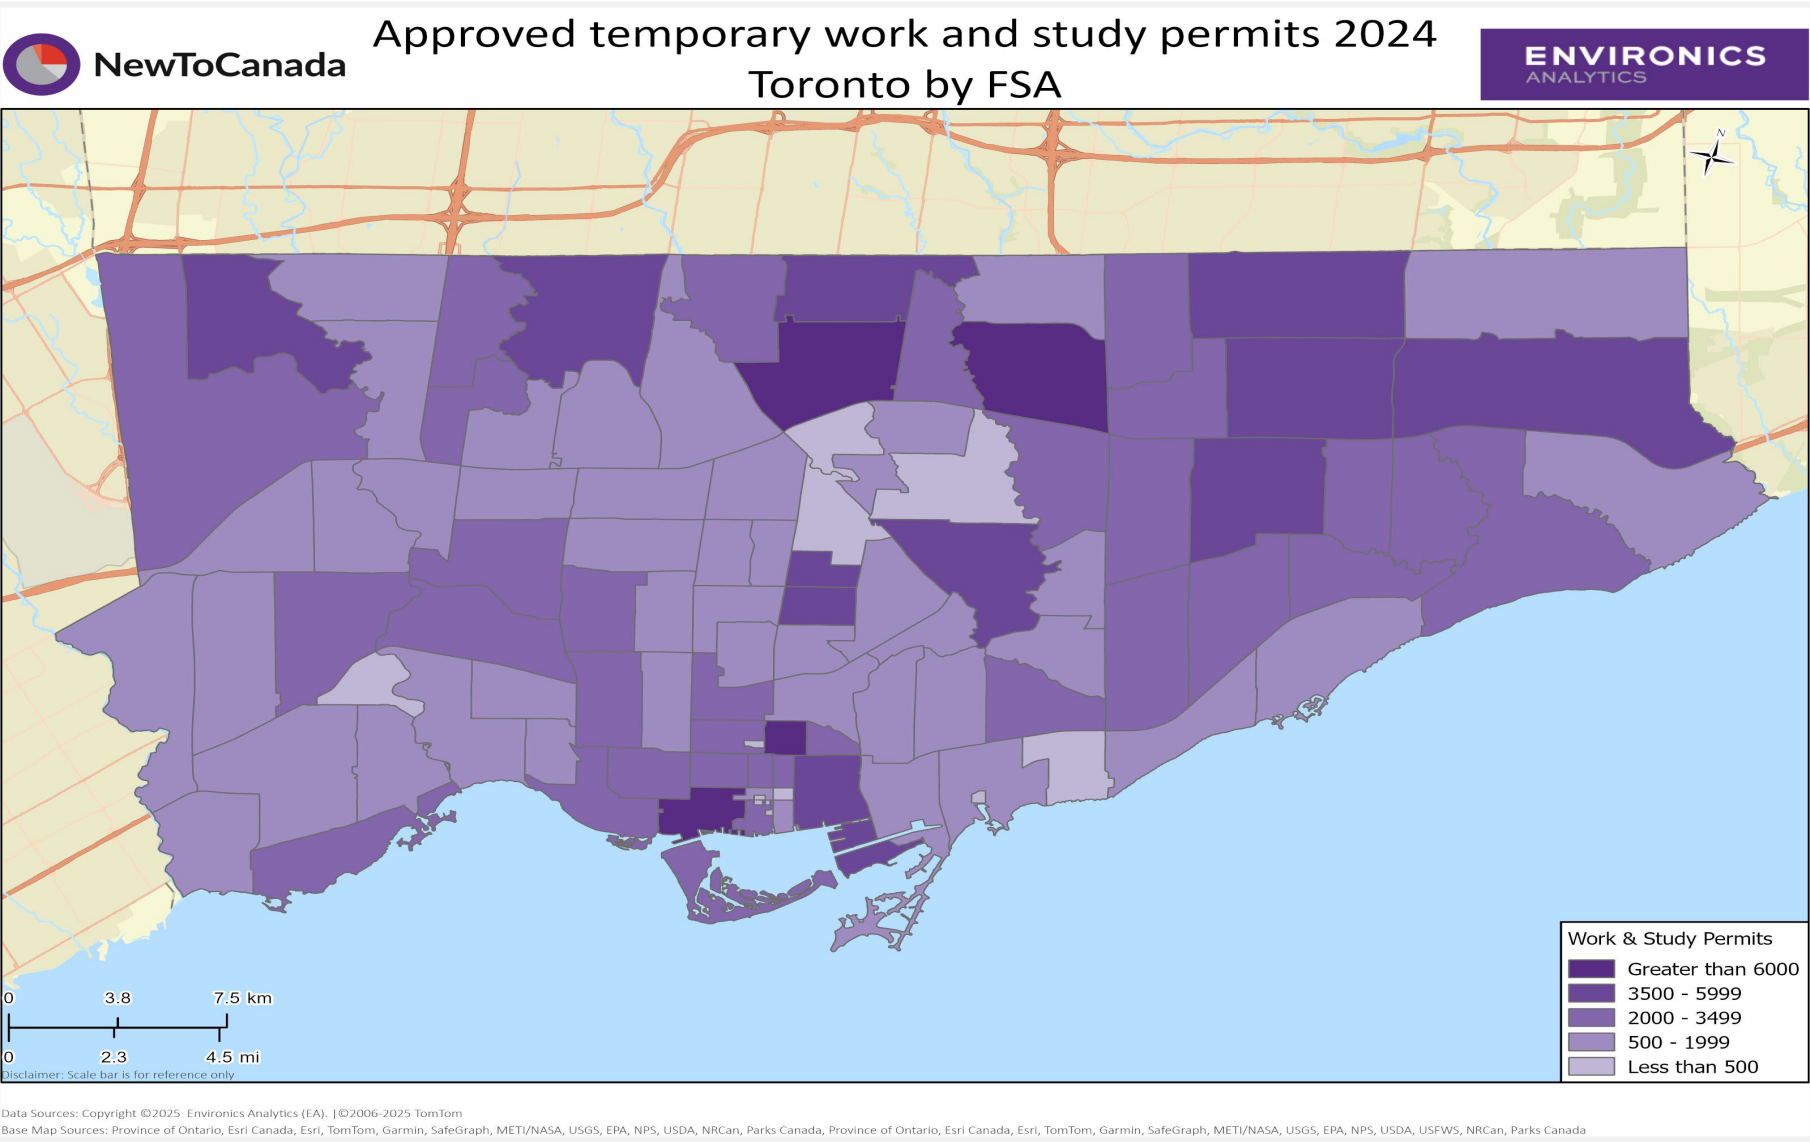 Approved temporary work and study permits 2024
Toronto by FSA
NewToCanada
ENVIRONICS
ANALYTICS
N
Work & Study Permits
Greater than 6000
3500 - 5999
2000 - 3499
500 - 1999
Less than 500
0 3.8 7.5 km
0 2.3 4.5 mi
Disclaimer: Scale bar is for reference only
Data Sources: Copyright ©2025 Environics Analytics (EA). |©2006-2025 TomTom
Base Map Sources: Province of Ontario, Esri Canada, Esri, TomTom, Garmin, SafeGraph, METI/NASA, USGS, EPA, NPS, USDA, NRCan, Parks Canada, Province of Ontario, Esri Canada, Esri, TomTom, Garmin, SafeGraph, METI/NASA, USGS, EPA, NPS, USDA, USFWS, NRCan, Parks Canada